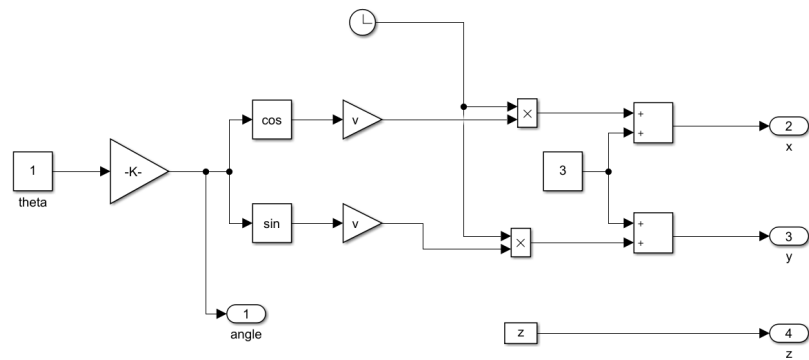 cos
v
×
+
+
2
x
1
theta
-K-
3
sin
v
×
+
+
3
y
1
angle
z
4
z